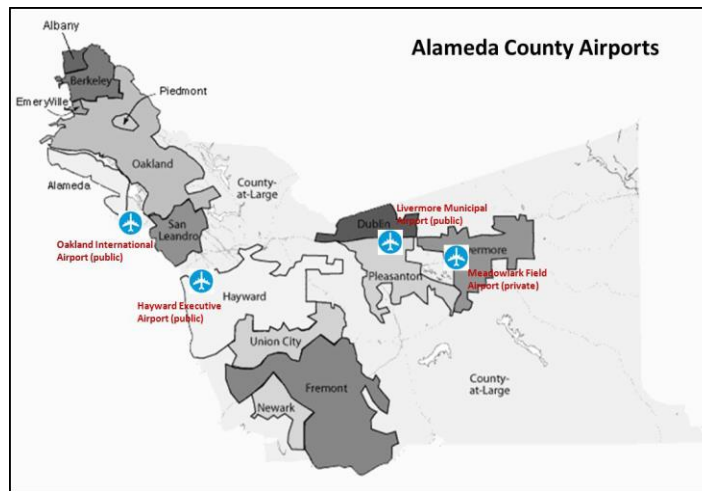 Alameda County Airports
Albany
Berkeley
EmeryVille
Piedmont
Oakland
Alameda
County-
at-Large
San
Leandro
Oakland International
Airport (public)
Livermore Municipal
Airport (public)
Dublin
vermore
Pleasanton
Meadowlark Field
Airport (private)
Hayward
Hayward Executive
Airport (public)
Union City
Fremont
Newark
County-
at-Large